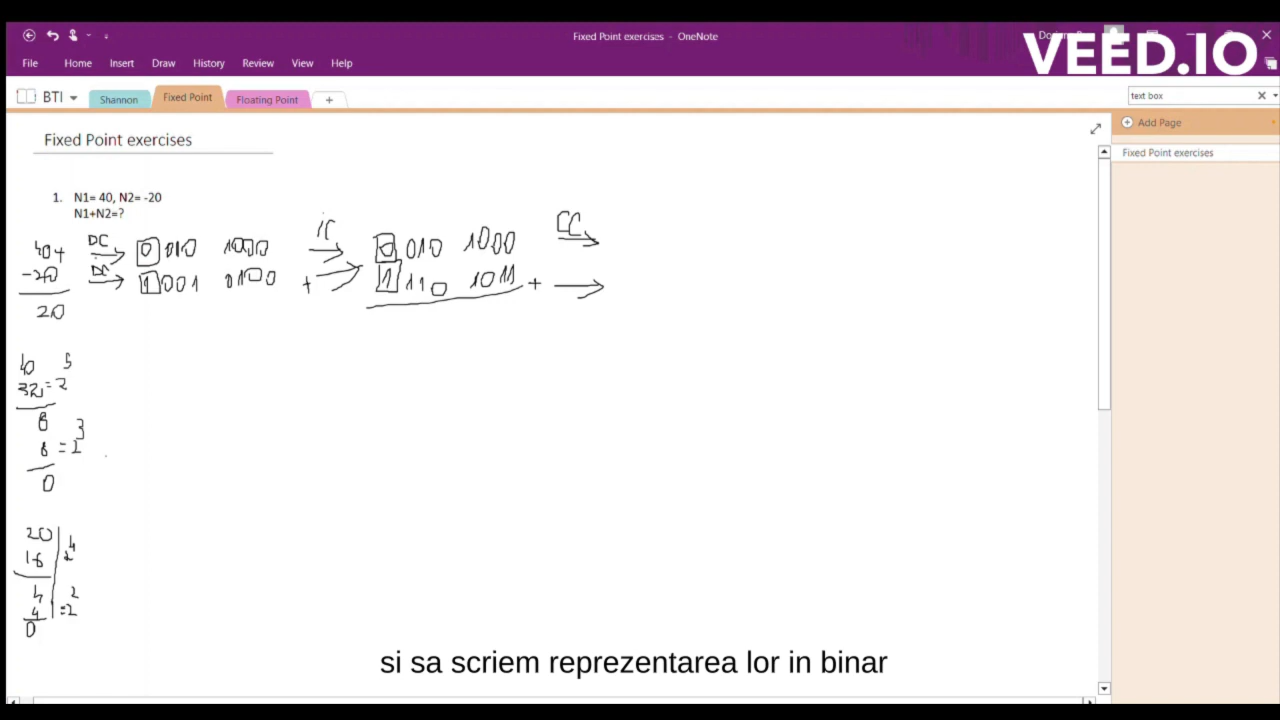 Fixed Point exercises - OneNote
VEED.IO
File Home Insert Draw History Review View Help
BTI Shannon Fixed Point Floating Point +
text box
Add Page
Fixed Point exercises
Fixed Point exercises
1. N1= 40, N2= -20
N1+N2=?
40+ DC 0 010 1000 IC 0 010 1000 CC
-20 DC 1 001 0100 + 1 110 1011 +
20
40 5
32 = 2
8 3
8 = 2
0
20 4
16 2
4 2
4 = 2
0
si sa scriem reprezentarea lor in binar